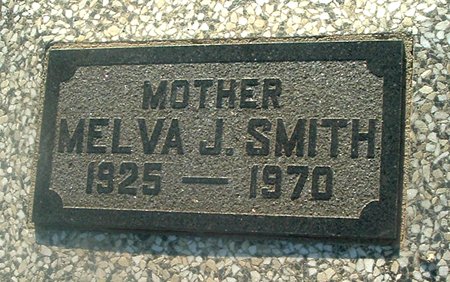 MOTHER
MELVA J. SMITH
1925 — 1970